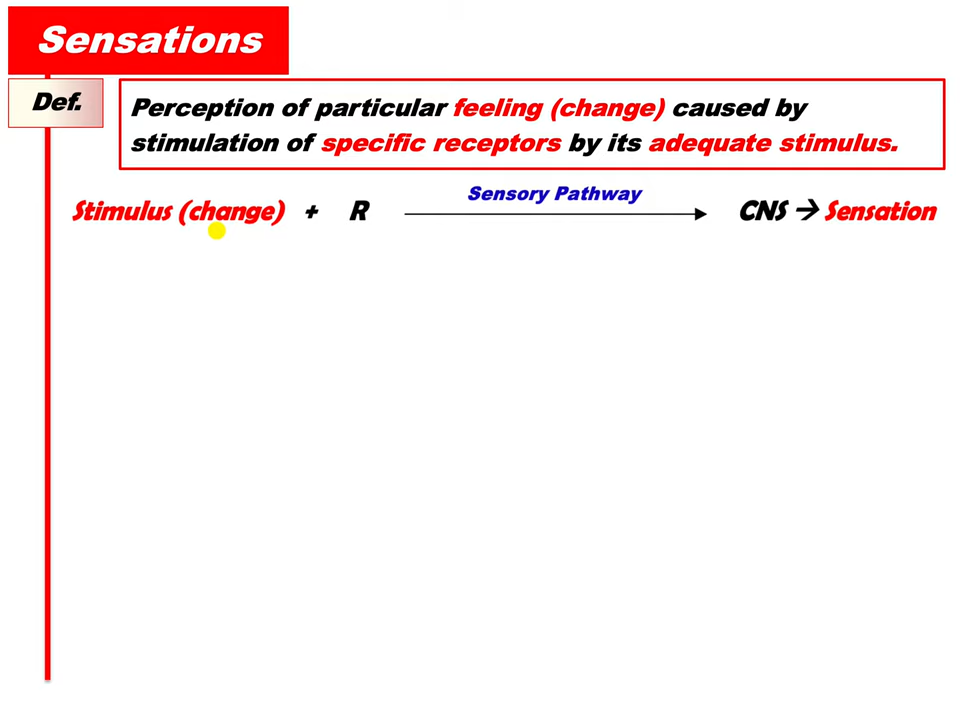 Sensations
Def.
Perception of particular feeling (change) caused by
stimulation of specific receptors by its adequate stimulus.
Sensory Pathway
Stimulus (change) + R → CNS → Sensation